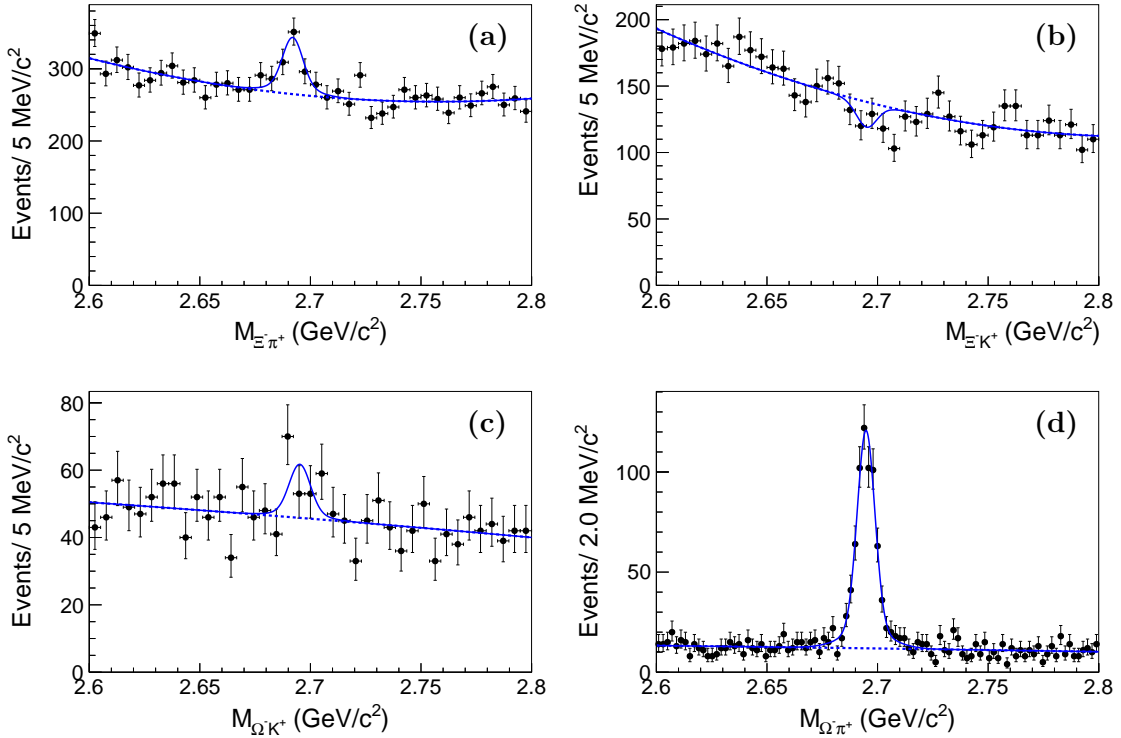 (a)
Events/ 5 MeV/c²
300
200
100
0
2.6 2.65 2.7 2.75 2.8
M_Ξ⁻π⁺ (GeV/c²)
(b)
Events/ 5 MeV/c²
200
150
100
50
0
2.6 2.65 2.7 2.75 2.8
M_Ξ⁻K⁺ (GeV/c²)
(c)
Events/ 5 MeV/c²
80
60
40
20
0
2.6 2.65 2.7 2.75 2.8
M_Ω⁻K⁺ (GeV/c²)
(d)
Events/ 2.0 MeV/c²
100
50
0
2.6 2.65 2.7 2.75 2.8
M_Ω⁻π⁺ (GeV/c²)